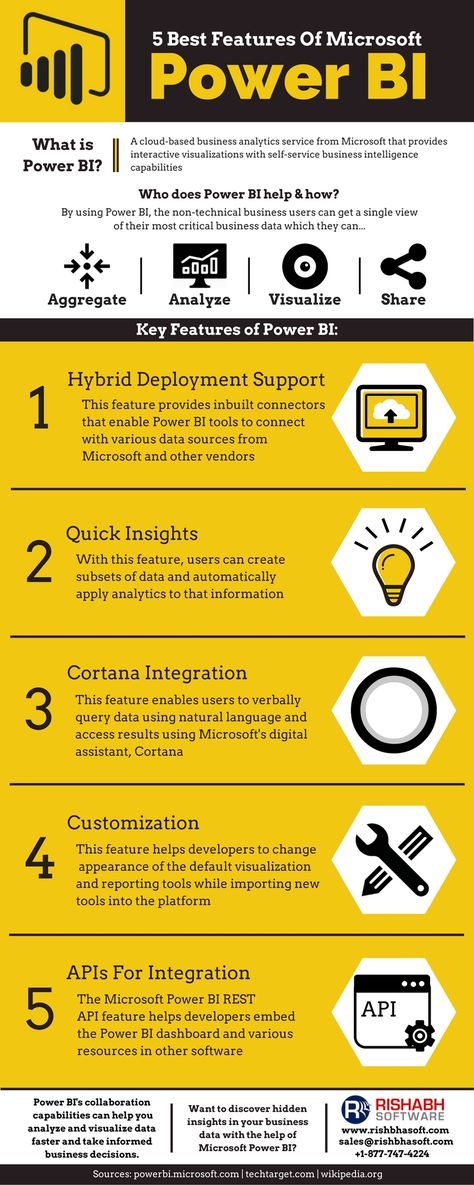 5 Best Features Of Microsoft
Power BI
What is
Power BI?
A cloud-based business analytics service from Microsoft that provides
interactive visualizations with self-service business intelligence
capabilities
Who does Power BI help & how?
By using Power BI, the non-technical business users can get a single view
of their most critical business data which they can...
Aggregate
Analyze
Visualize
Share
Key Features of Power BI:
1
Hybrid Deployment Support
This feature provides inbuilt connectors
that enable Power BI tools to connect
with various data sources from
Microsoft and other vendors
2
Quick Insights
With this feature, users can create
subsets of data and automatically
apply analytics to that information
3
Cortana Integration
This feature enables users to verbally
query data using natural language and
access results using Microsoft's digital
assistant, Cortana
4
Customization
This feature helps developers to change
appearance of the default visualization
and reporting tools while importing new
tools into the platform
5
APIs For Integration
The Microsoft Power BI REST
API feature helps developers embed
the Power BI dashboard and various
resources in other software
API
Power BI's collaboration
capabilities can help you
analyze and visualize data
faster and take informed
business decisions.
Want to discover hidden
insights in your business
data with the help of
Microsoft Power BI?
RISHABH
SOFTWARE
www.rishbhasoft.com
sales@rishbhasoft.com
+1-877-747-4224
Sources: powerbi.microsoft.com | techtarget.com | wikipedia.org